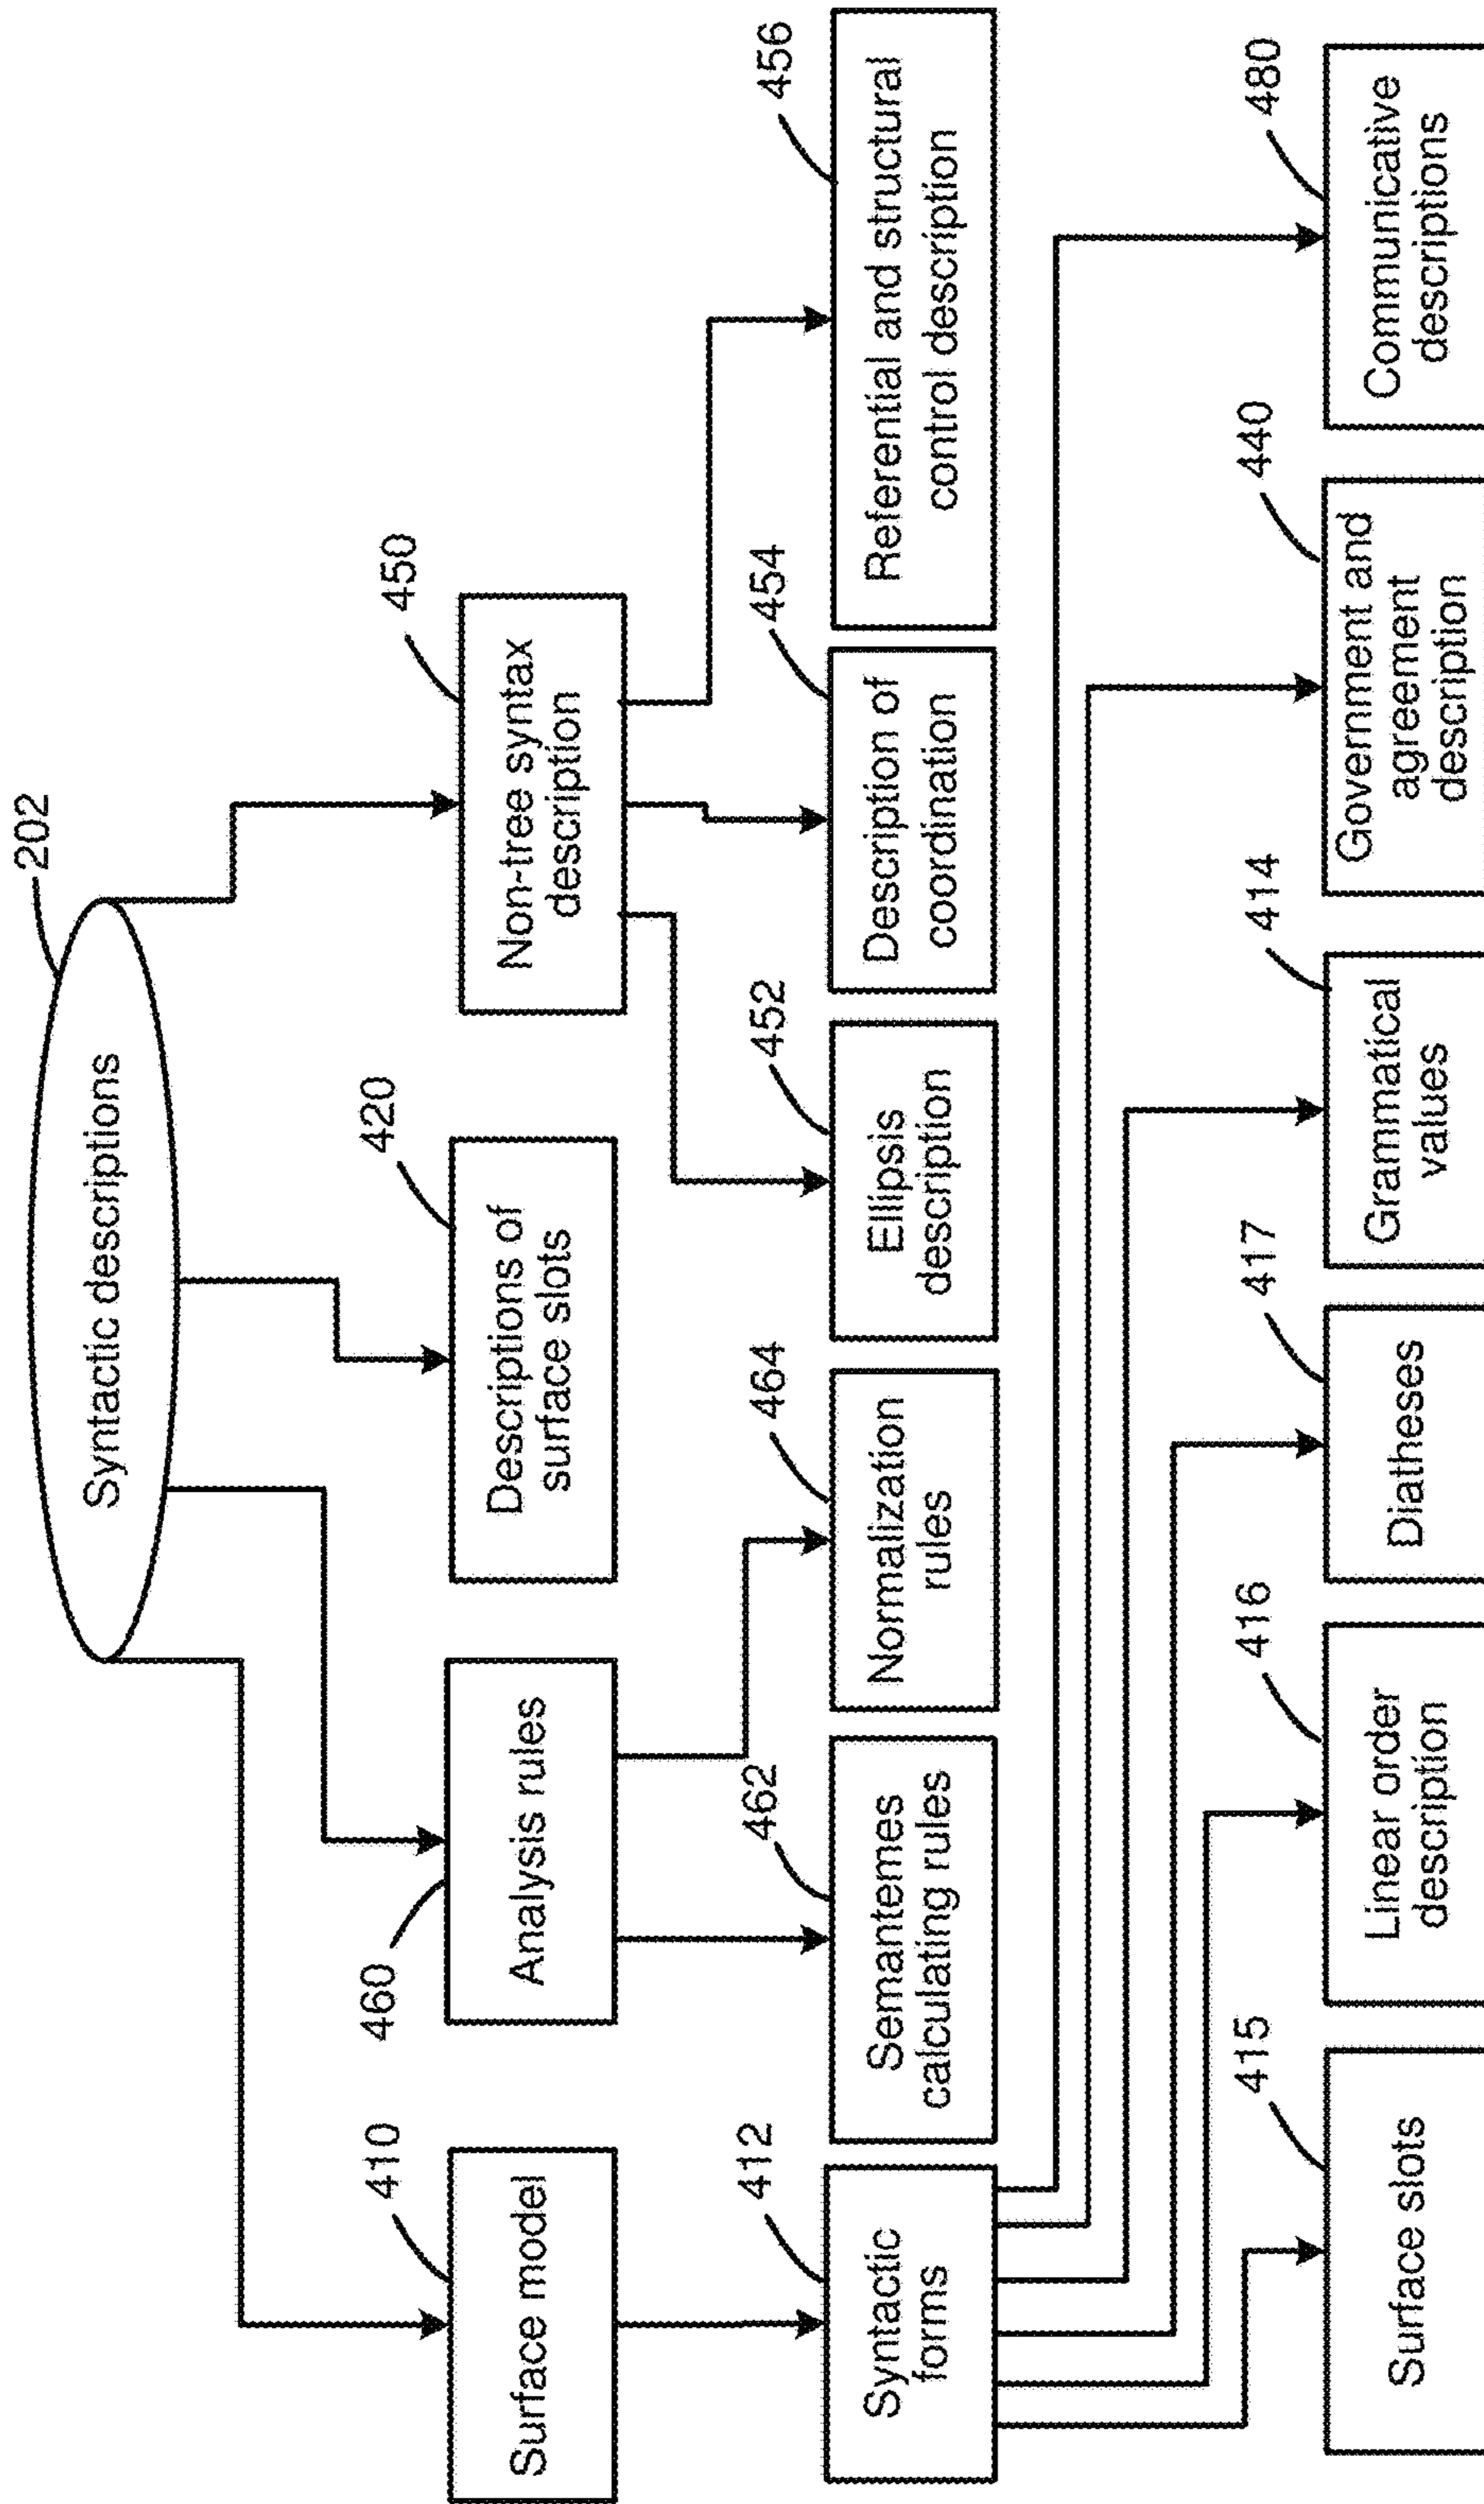 202
Syntactic descriptions
410
Surface model
460
Analysis rules
420
Descriptions of
surface slots
450
Non-tree syntax
description
412
Syntactic
forms
462
Semantemes
calculating rules
464
Normalization
rules
452
Ellipsis
description
454
Description of
coordination
456
Referential and structural
control description
415
Surface slots
416
Linear order
description
417
Diatheses
414
Grammatical
values
440
Government and
agreement
description
480
Communicative
descriptions